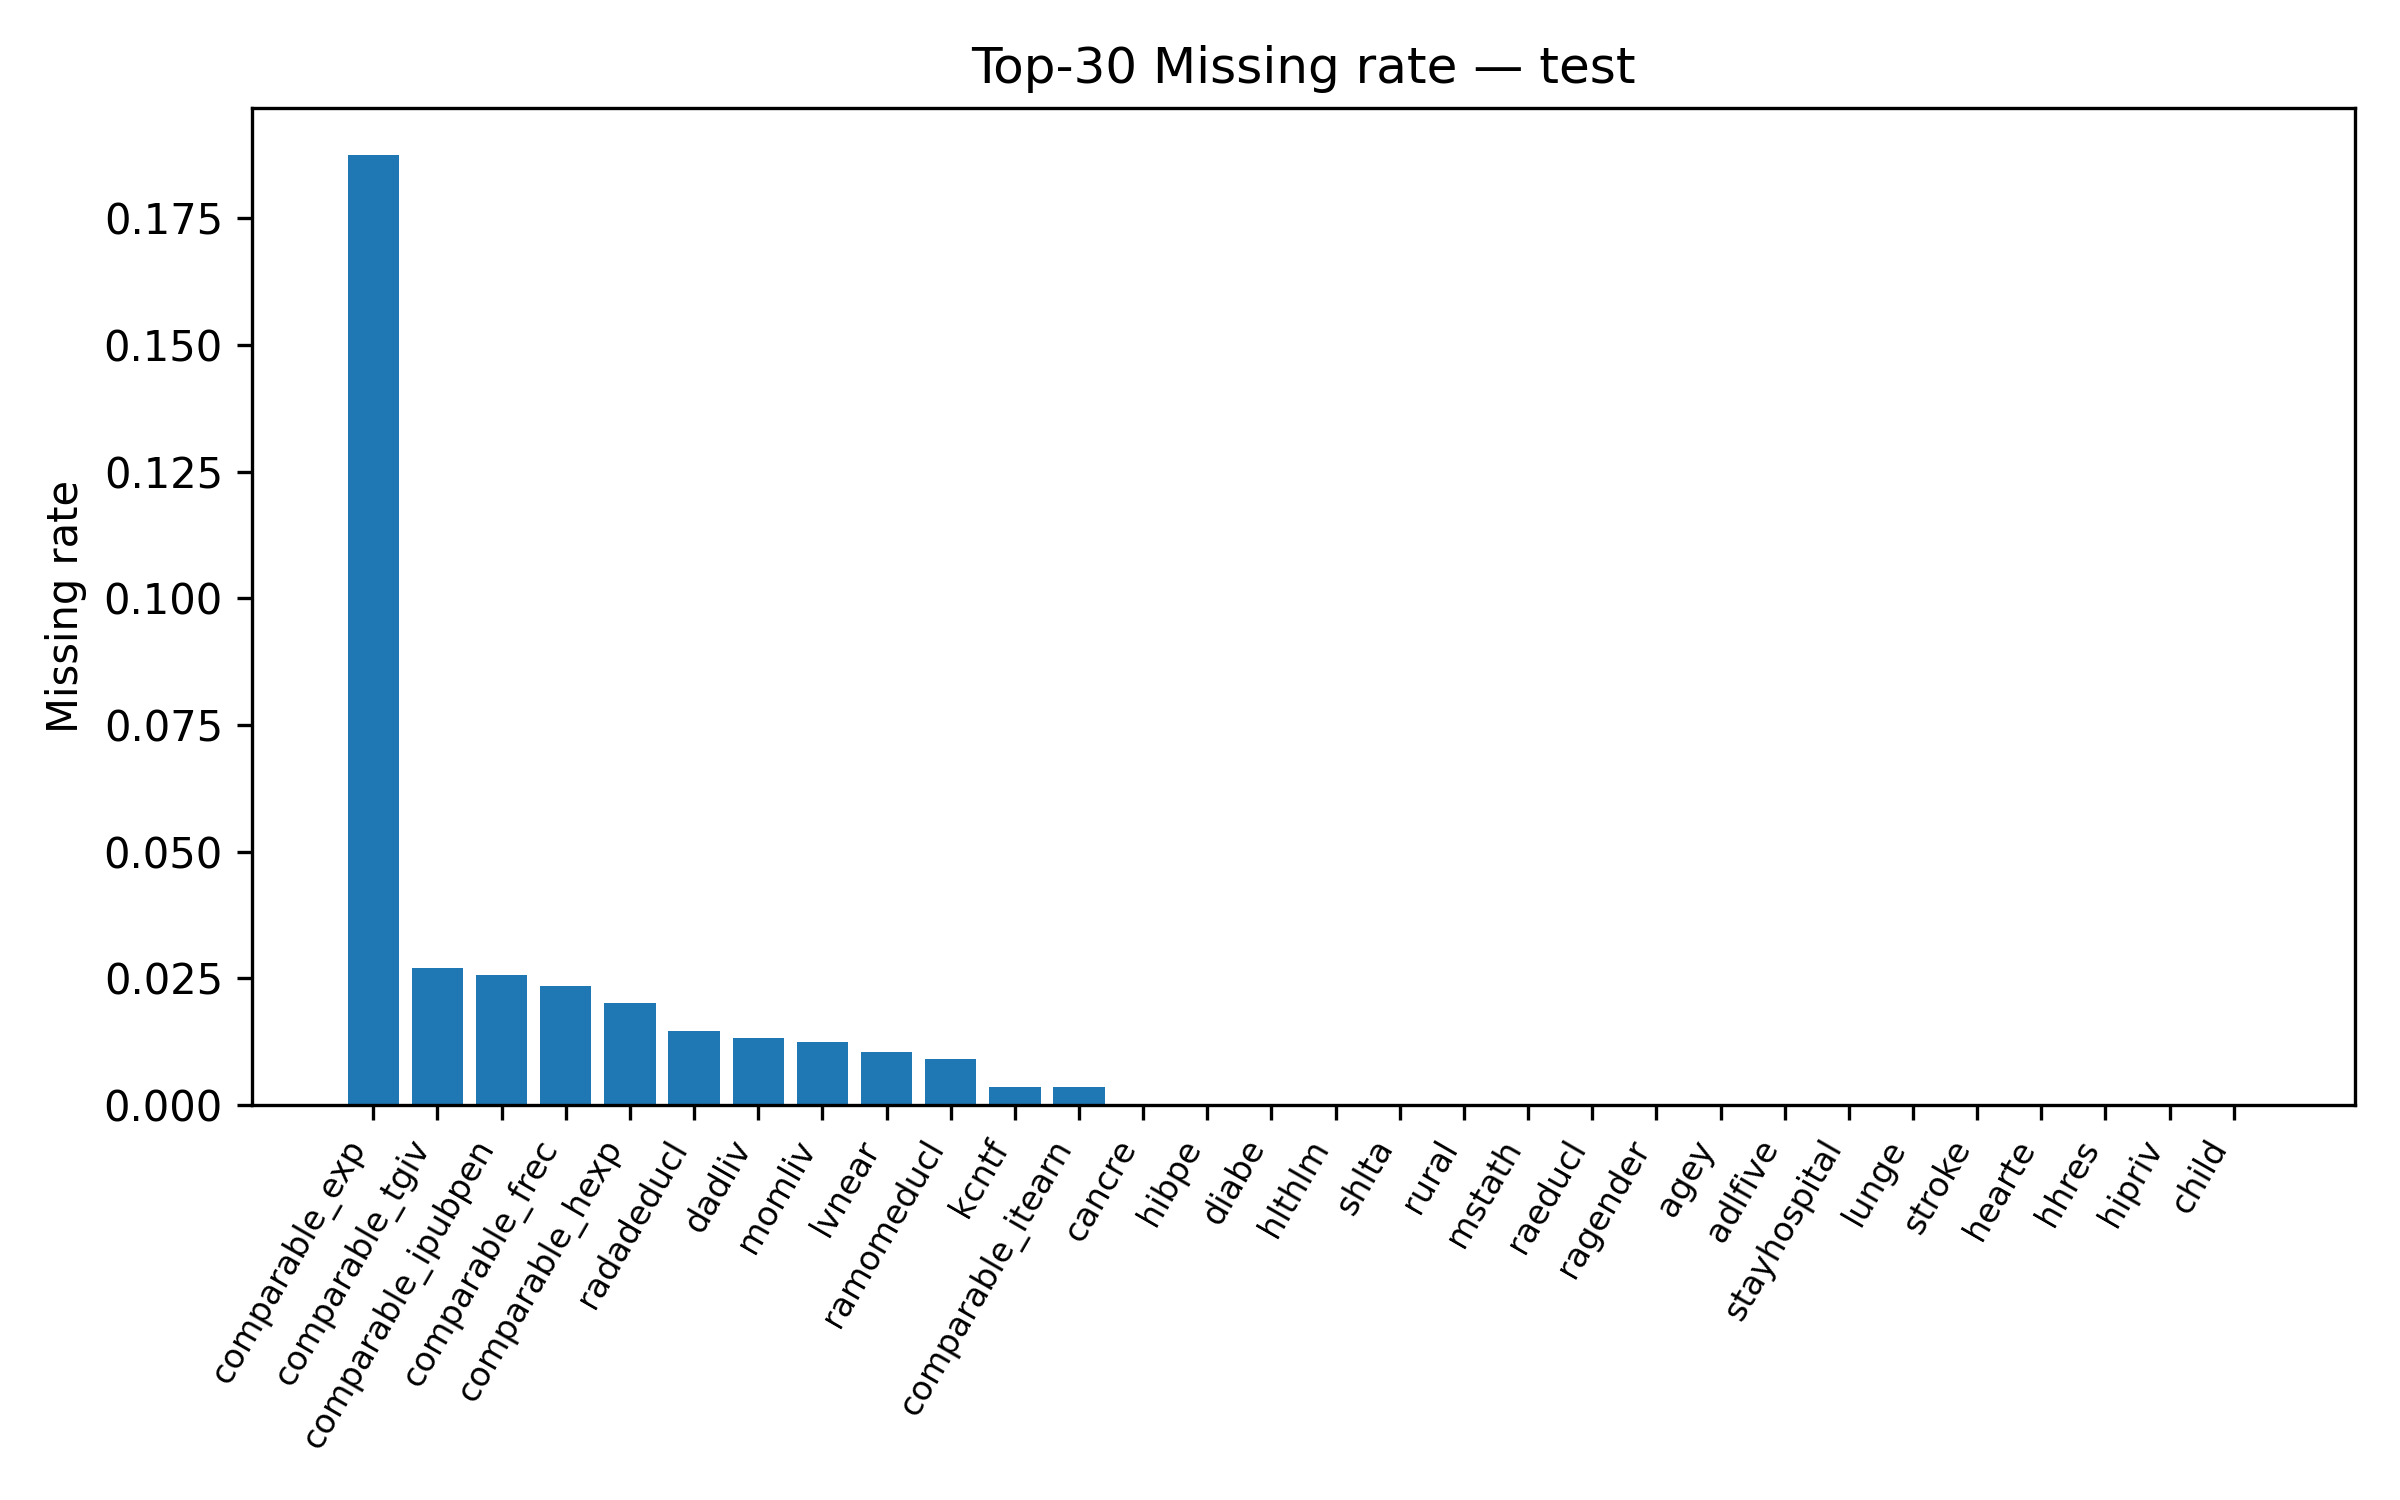 Top-30 Missing rate — test
Missing rate
0.175
0.150
0.125
0.100
0.075
0.050
0.025
0.000
comparable_exp
comparable_tgiv
comparable_ipubpen
comparable_frec
comparable_hexp
radadeducl
dadliv
momliv
lvnear
ramomeducl
kcntf
comparable_itearn
cancre
hibpe
diabe
hlthlm
shlta
rural
mstath
raeducl
ragender
agey
adlfive
stayhospital
lunge
stroke
hearte
hhres
hipriv
child